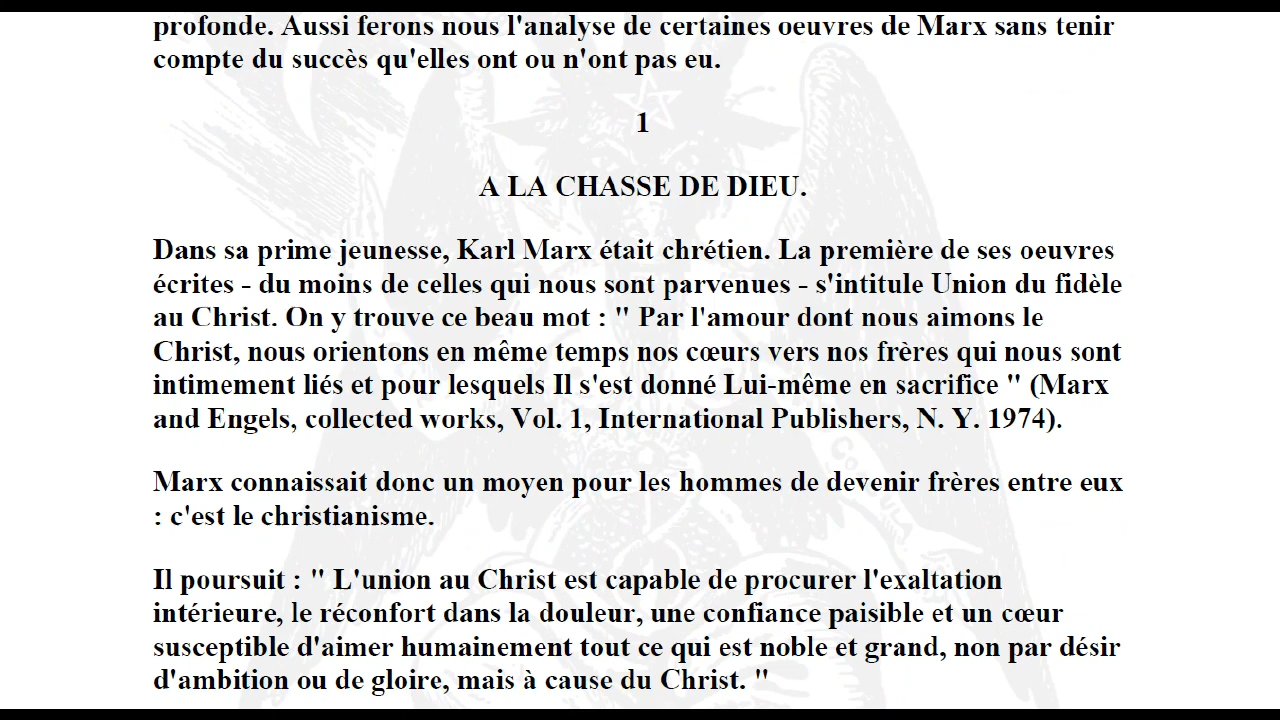 profonde. Aussi ferons nous l'analyse de certaines oeuvres de Marx sans tenir
compte du succès qu'elles ont ou n'ont pas eu.
1
A LA CHASSE DE DIEU.
Dans sa prime jeunesse, Karl Marx était chrétien. La première de ses oeuvres
écrites - du moins de celles qui nous sont parvenues - s'intitule Union du fidèle
au Christ. On y trouve ce beau mot : " Par l'amour dont nous aimons le
Christ, nous orientons en même temps nos cœurs vers nos frères qui nous sont
intimement liés et pour lesquels Il s'est donné Lui-même en sacrifice " (Marx
and Engels, collected works, Vol. 1, International Publishers, N. Y. 1974).
Marx connaissait donc un moyen pour les hommes de devenir frères entre eux
: c'est le christianisme.
Il poursuit : " L'union au Christ est capable de procurer l'exaltation
intérieure, le réconfort dans la douleur, une confiance paisible et un cœur
susceptible d'aimer humainement tout ce qui est noble et grand, non par désir
d'ambition ou de gloire, mais à cause du Christ. "